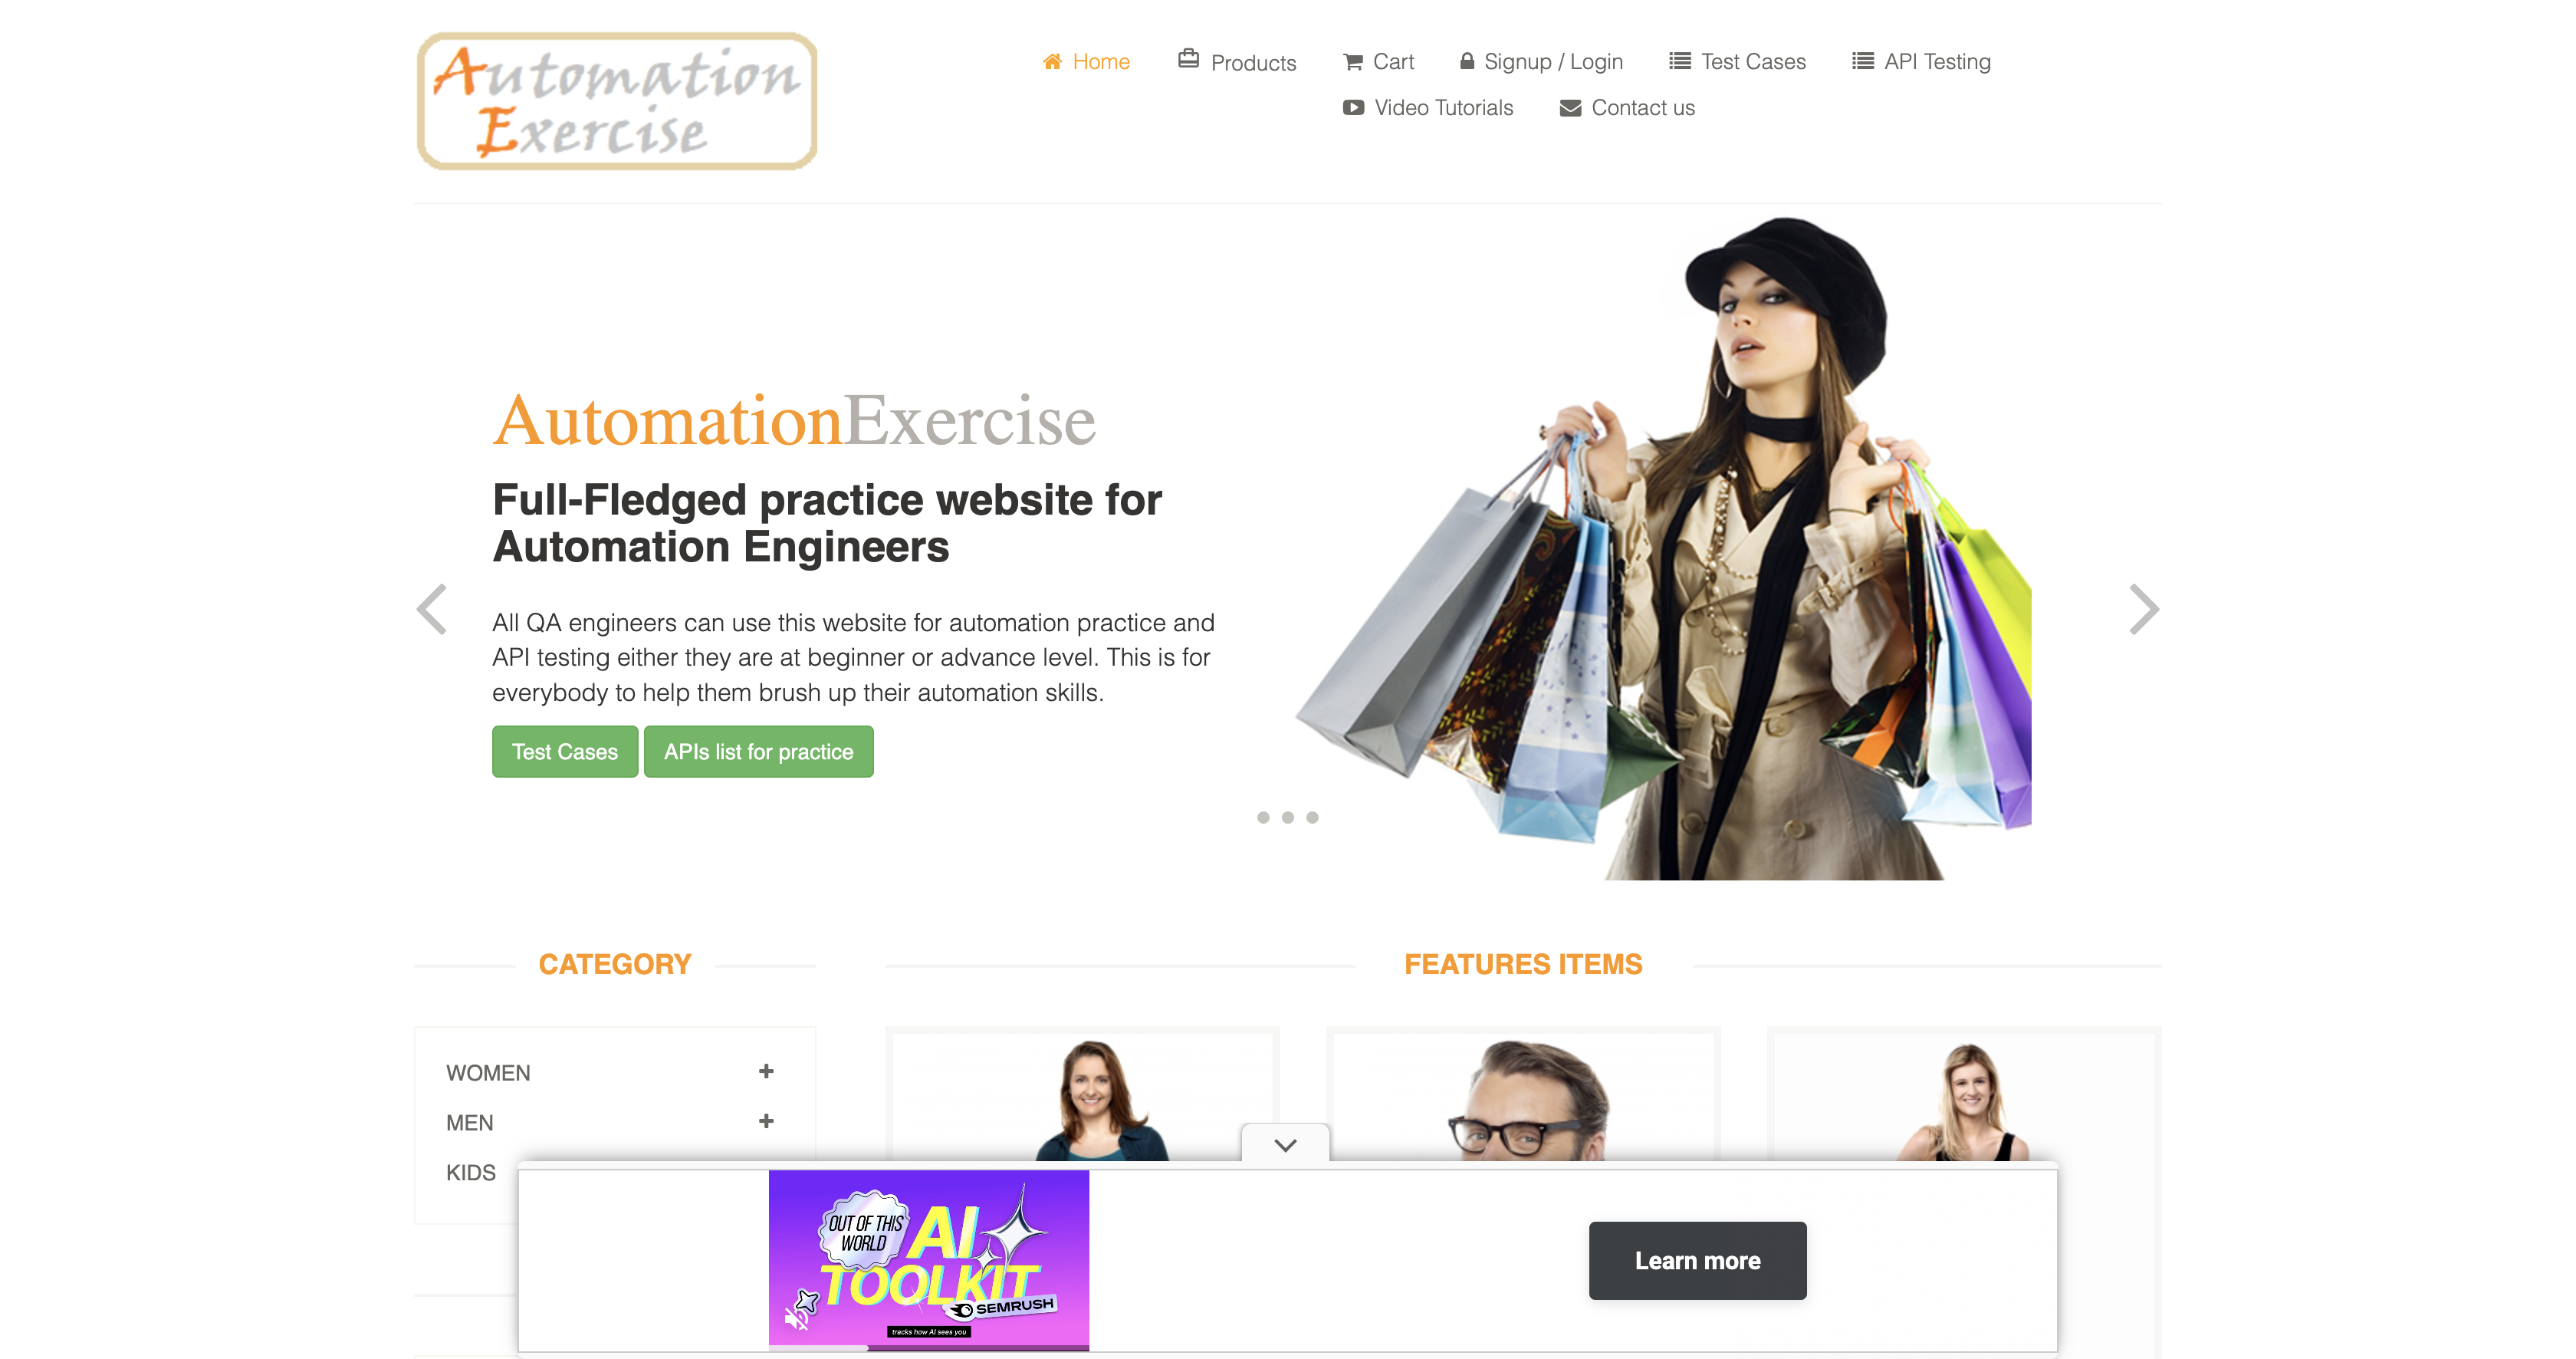 Automation
Exercise
Home
Products
Cart
Signup / Login
Test Cases
API Testing
Video Tutorials
Contact us
AutomationExercise
Full-Fledged practice website for
Automation Engineers
All QA engineers can use this website for automation practice and
API testing either they are at beginner or advance level. This is for
everybody to help them brush up their automation skills.
Test Cases
APIs list for practice
CATEGORY
FEATURES ITEMS
WOMEN
MEN
KIDS
OUT OF THIS
WORLD
AI
TOOLKIT
SEMRUSH
tracks how AI sees you
Learn more